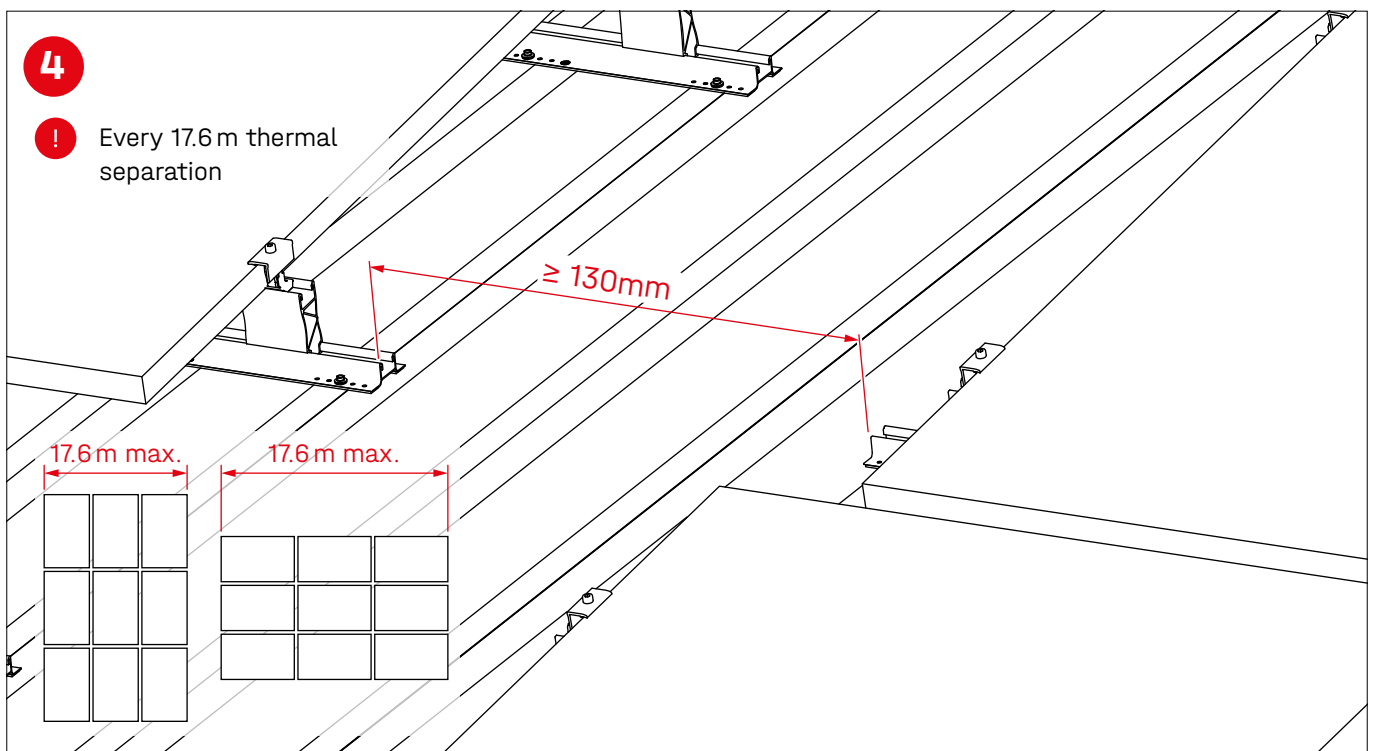 4
! Every 17.6 m thermal
separation
≥ 130mm
17.6 m max. 17.6 m max.